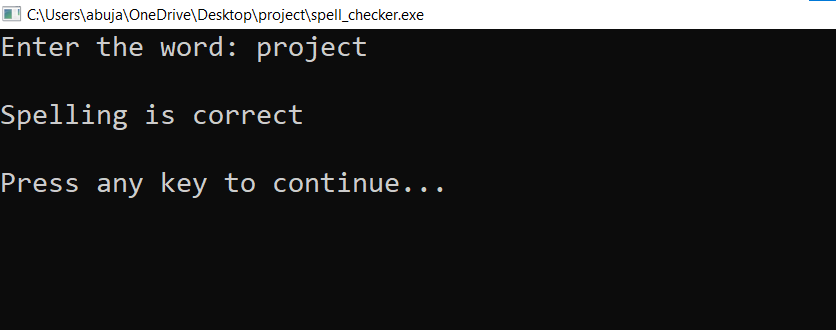 C:\Users\abuja\OneDrive\Desktop\project\spell_checker.exe
Enter the word: project
Spelling is correct
Press any key to continue...